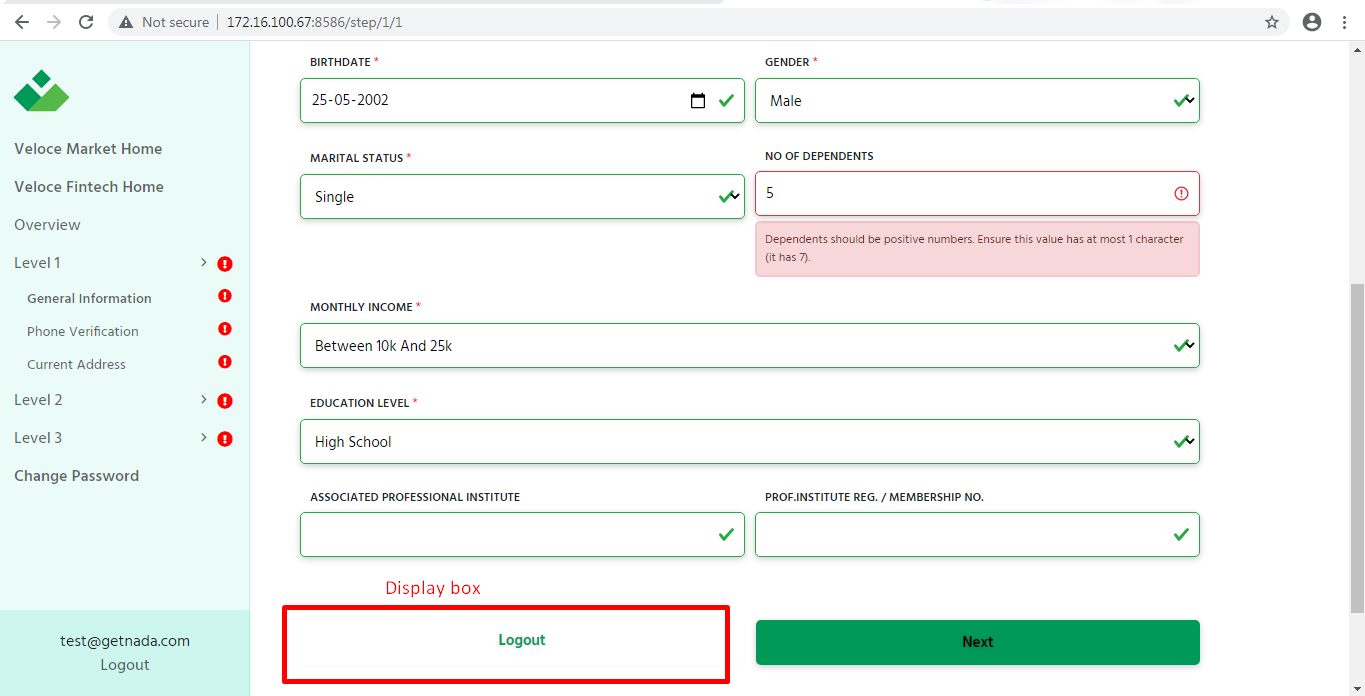 Not secure 172.16.100.67:8586/step/1/1
Veloce Market Home
Veloce Fintech Home
Overview
Level 1
General Information
Phone Verification
Current Address
Level 2
Level 3
Change Password
test@getnada.com
Logout
BIRTHDATE * GENDER *
25-05-2002 Male
MARITAL STATUS * NO OF DEPENDENTS
Single 5
Dependents should be positive numbers. Ensure this value has at most 1 character
(it has 7).
MONTHLY INCOME *
Between 10k And 25k
EDUCATION LEVEL *
High School
ASSOCIATED PROFESSIONAL INSTITUTE PROF.INSTITUTE REG. / MEMBERSHIP NO.
Display box
Logout Next